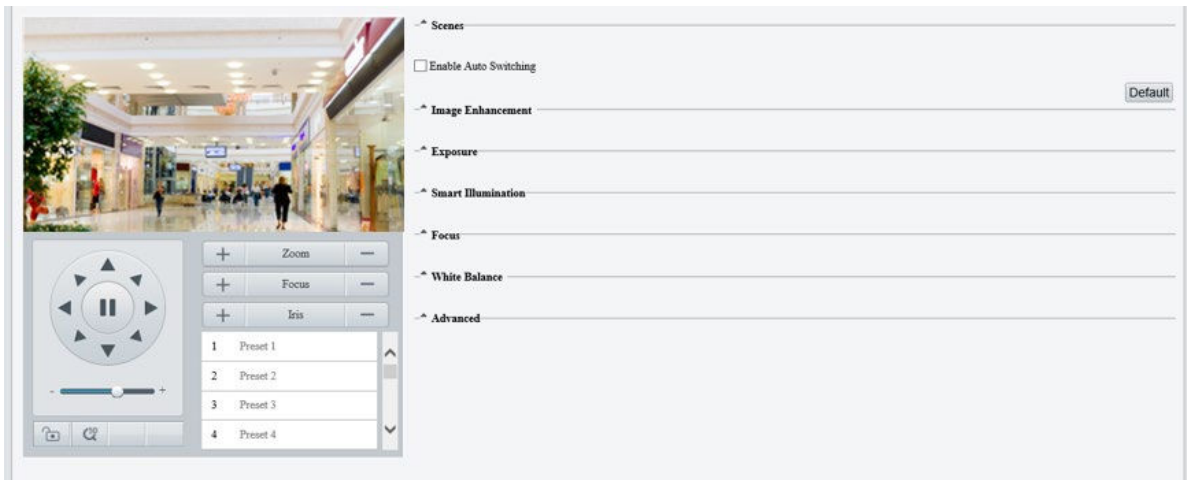 Scenes
Enable Auto Switching
Default
Image Enhancement
Exposure
Smart Illumination
Focus
White Balance
Advanced
+ Zoom —
+ Focus —
+ Iris —
1 Preset 1
2 Preset 2
3 Preset 3
4 Preset 4
- +
3D